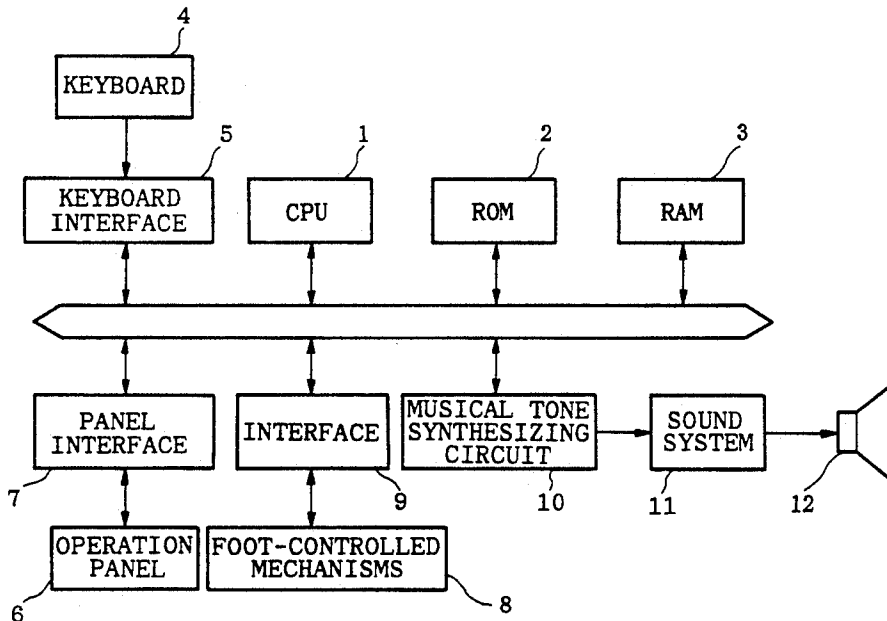 4
KEYBOARD
5
1
2
3
KEYBOARD
INTERFACE
CPU
ROM
RAM
PANEL
INTERFACE
INTERFACE
MUSICAL TONE
SYNTHESIZING
CIRCUIT
SOUND
SYSTEM
7
9
10
11
12
OPERATION
PANEL
FOOT-CONTROLLED
MECHANISMS
6
8